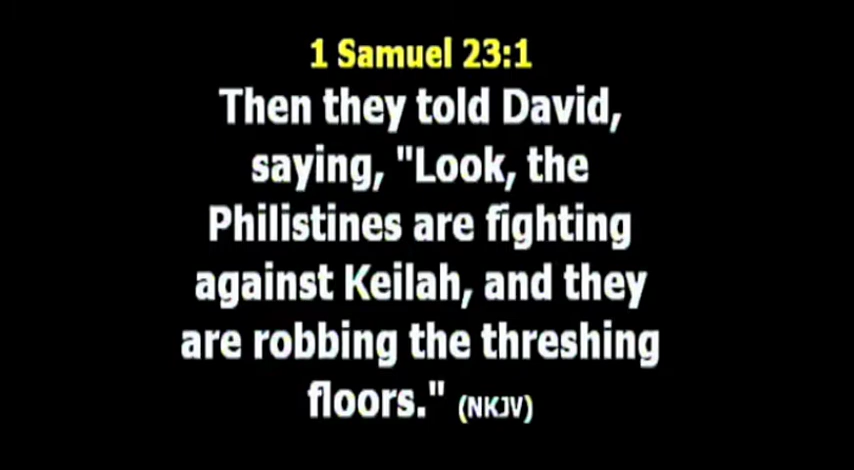 1 Samuel 23:1
Then they told David,
saying, "Look, the
Philistines are fighting
against Keilah, and they
are robbing the threshing
floors." (NKJV)